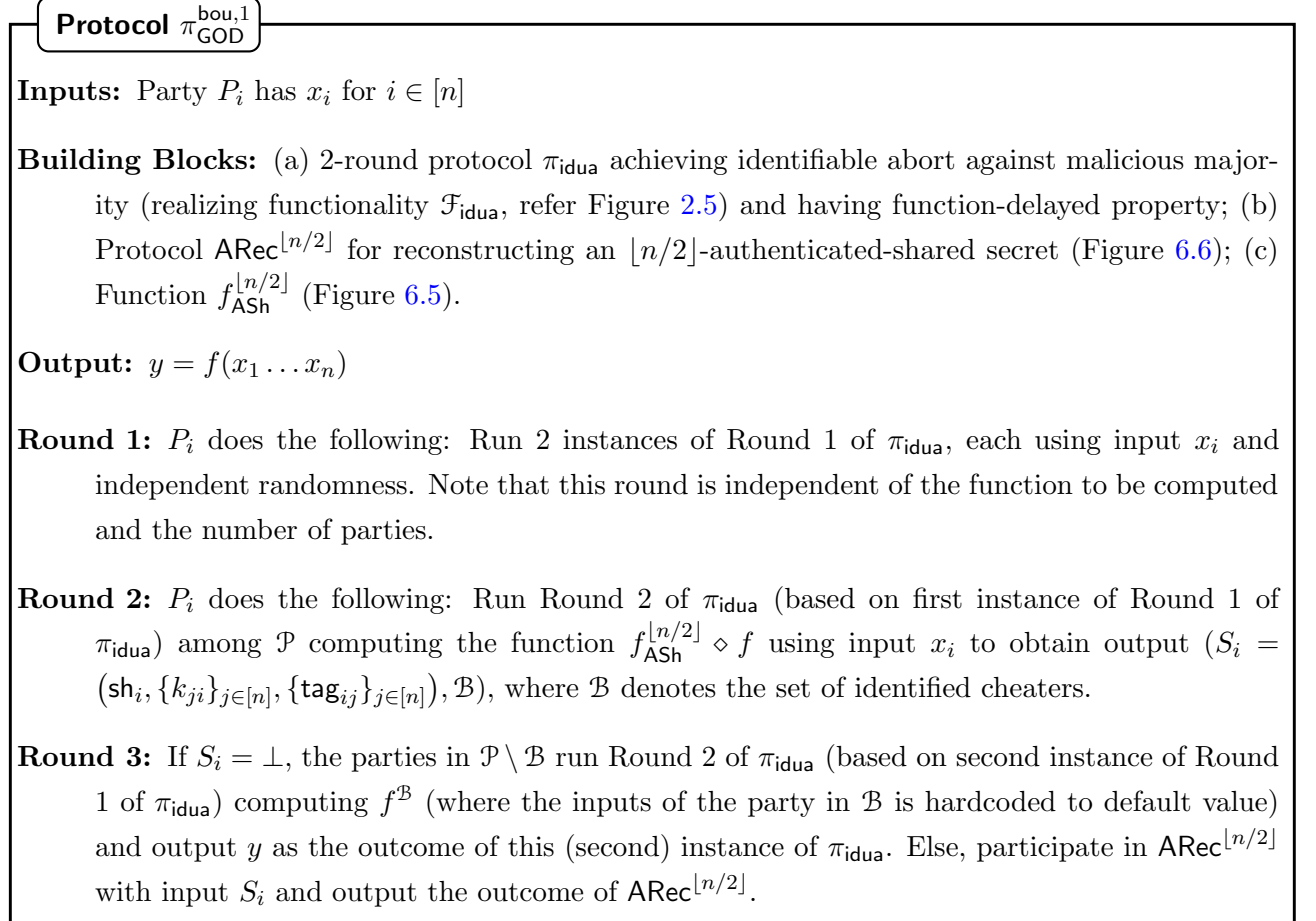 Protocol π_GOD^bou,1
Inputs: Party P_i has x_i for i ∈ [n]
Building Blocks: (a) 2-round protocol π_idua achieving identifiable abort against malicious major-
ity (realizing functionality ℱ_idua, refer Figure 2.5) and having function-delayed property; (b)
Protocol ARec^⌊n/2⌋ for reconstructing an ⌊n/2⌋-authenticated-shared secret (Figure 6.6); (c)
Function f_ASh^⌊n/2⌋ (Figure 6.5).
Output: y = f(x_1 … x_n)
Round 1: P_i does the following: Run 2 instances of Round 1 of π_idua, each using input x_i and
independent randomness. Note that this round is independent of the function to be computed
and the number of parties.
Round 2: P_i does the following: Run Round 2 of π_idua (based on first instance of Round 1 of
π_idua) among 𝒫 computing the function f_ASh^⌊n/2⌋ ⋄ f using input x_i to obtain output (S_i =
(sh_i, {k_ji}_j∈[n], {tag_ij}_j∈[n]), ℬ), where ℬ denotes the set of identified cheaters.
Round 3: If S_i = ⊥, the parties in 𝒫 \ ℬ run Round 2 of π_idua (based on second instance of Round
1 of π_idua) computing f^ℬ (where the inputs of the party in ℬ is hardcoded to default value)
and output y as the outcome of this (second) instance of π_idua. Else, participate in ARec^⌊n/2⌋
with input S_i and output the outcome of ARec^⌊n/2⌋.